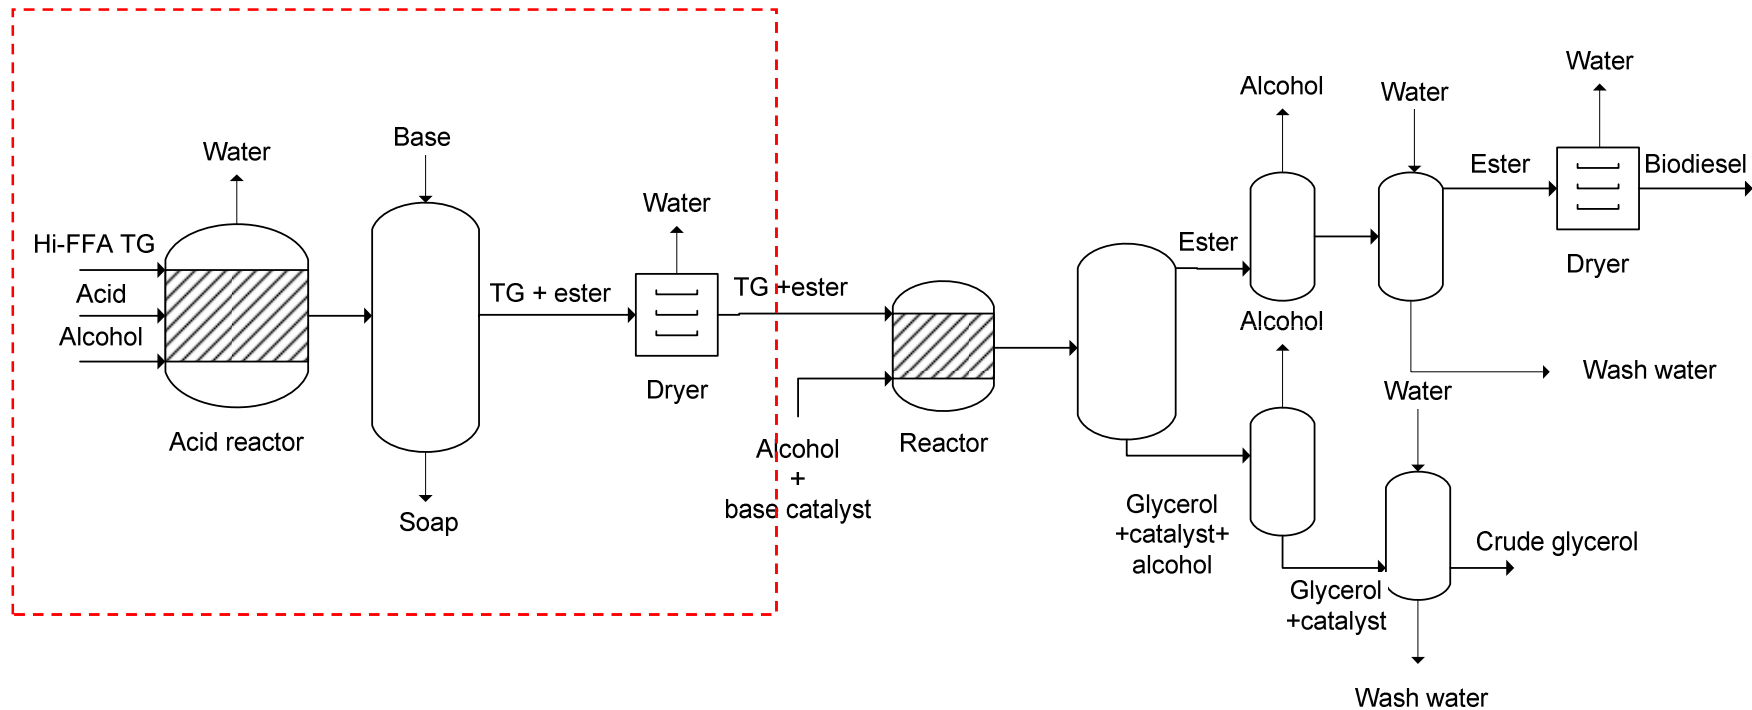 Hi-FFA TG
Acid
Alcohol
Water
Acid reactor
Base
Soap
TG + ester
Water
Dryer
TG +ester
Alcohol
+
base catalyst
Reactor
Ester
Glycerol
+catalyst+
alcohol
Alcohol
Alcohol
Glycerol
+catalyst
Water
Ester
Wash water
Water
Dryer
Biodiesel
Water
Crude glycerol
Wash water